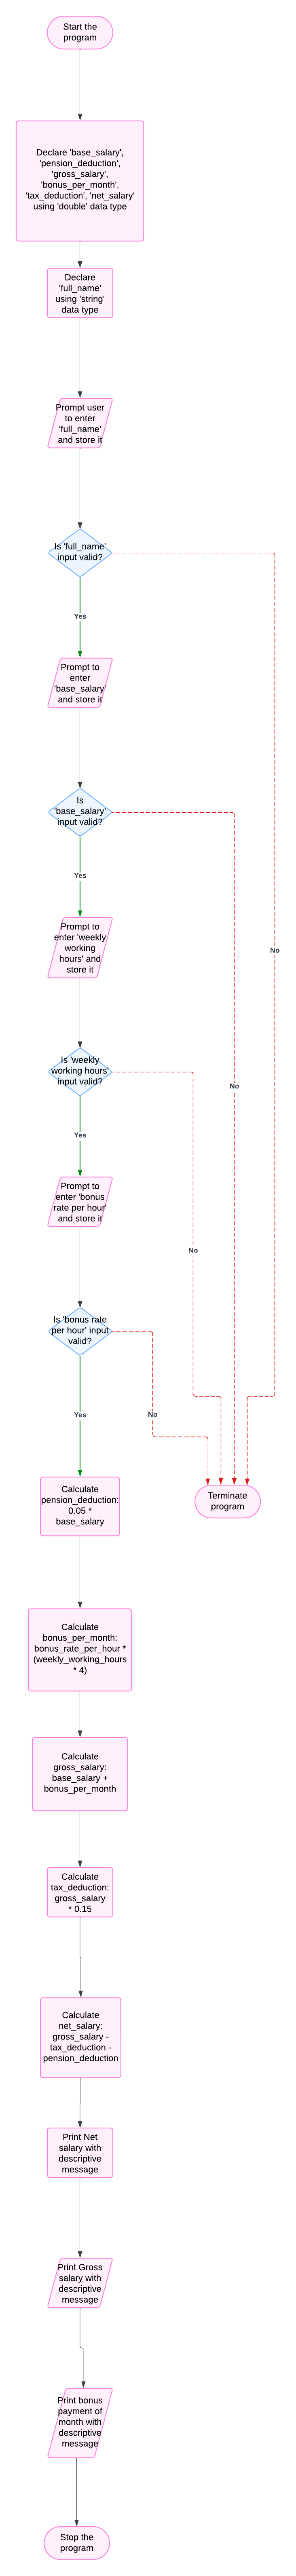 Start the
program
Declare 'base_salary',
'pension_deduction',
'gross_salary',
'bonus_per_month',
'tax_deduction', 'net_salary'
using 'double' data type
Declare
'full_name'
using 'string'
data type
Prompt user
to enter
'full_name'
and store it
Is 'full_name'
input valid?
Yes
Prompt to
enter
'base_salary'
and store it
Is
'base_salary'
input valid?
Yes
Prompt to
enter 'weekly
working
hours' and
store it
No
Is 'weekly
working hours'
input valid?
No
Yes
Prompt to
enter 'bonus
rate per hour'
and store it
No
Is 'bonus rate
per hour' input
valid?
Yes
No
Calculate
pension_deduction:
0.05 *
base_salary
Terminate
program
Calculate
bonus_per_month:
bonus_rate_per_hour *
(weekly_working_hours
* 4)
Calculate
gross_salary:
base_salary +
bonus_per_month
Calculate
tax_deduction:
gross_salary
* 0.15
Calculate
net_salary:
gross_salary -
tax_deduction -
pension_deduction
Print Net
salary with
descriptive
message
Print Gross
salary with
descriptive
message
Print bonus
payment of
month with
descriptive
message
Stop the
program